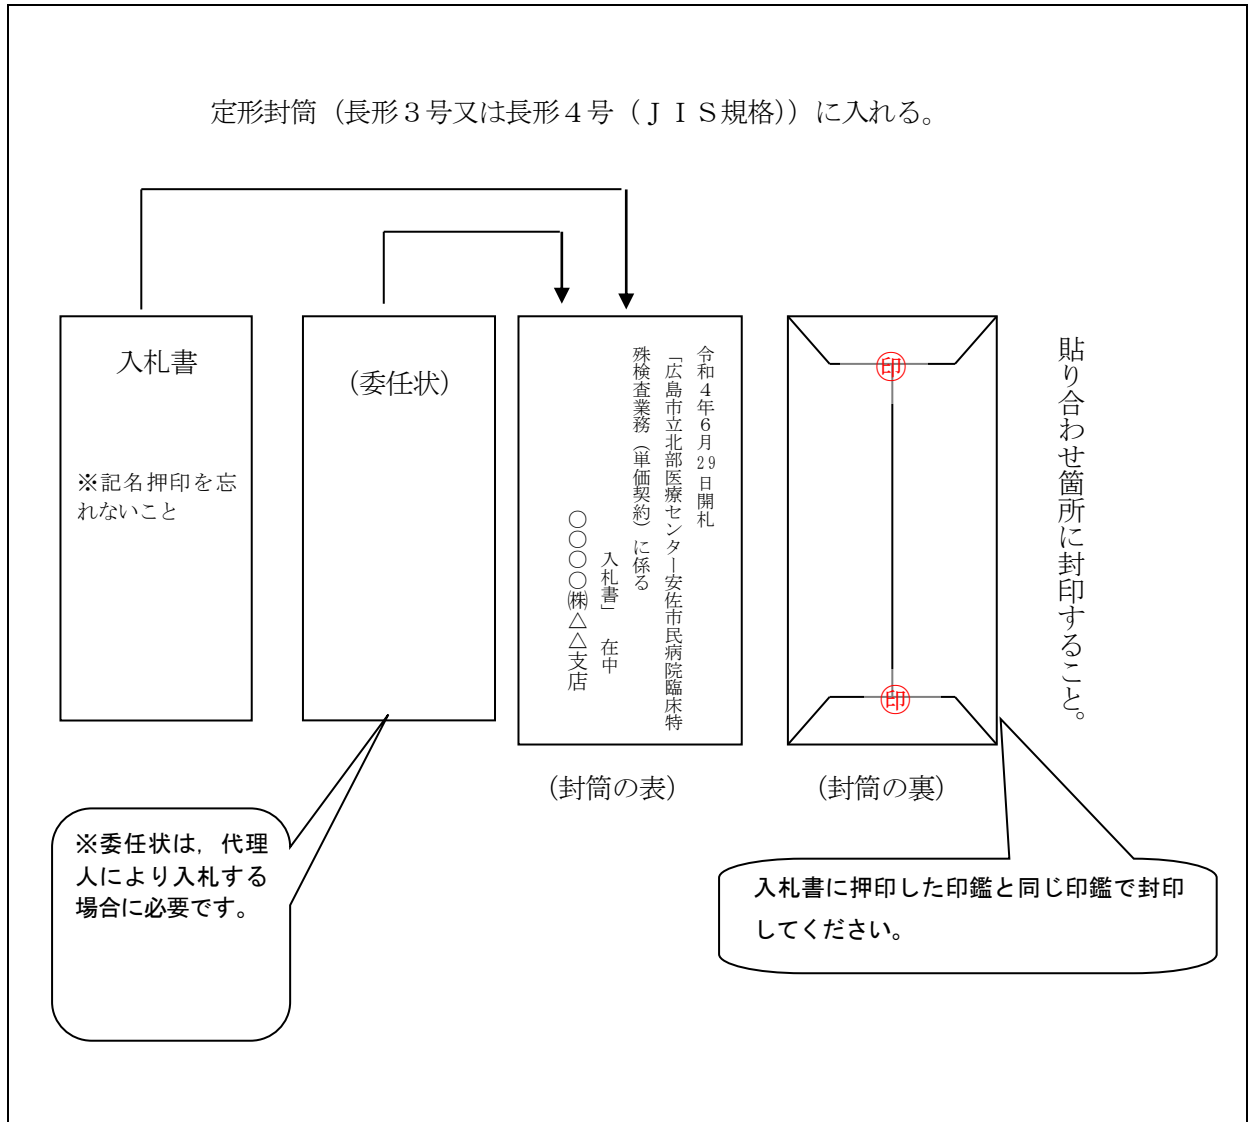 定形封筒（長形３号又は長形４号（ＪＩＳ規格））に入れる。
入札書
※記名押印を忘
れないこと
（委任状）
令和４年６月29日開札
「広島市立北部医療センター安佐市民病院臨床特
殊検査業務（単価契約）に係る
入札書」　在中
〇〇〇〇〇㈱△△支店
印
印
貼り合わせ箇所に封印すること。
（封筒の表）
（封筒の裏）
※委任状は，代理
人により入札する
場合に必要です。
入札書に押印した印鑑と同じ印鑑で封印
してください。